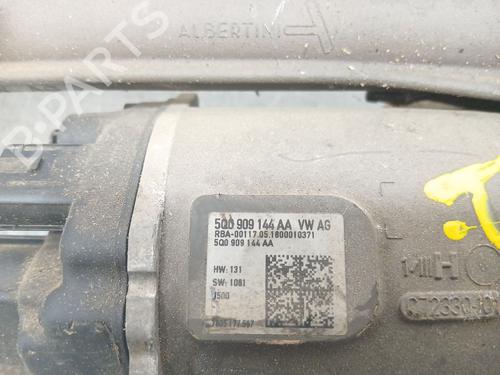 ALBERTINI
B-PARTS
5Q0 909 144 AA VW AG
RBA-00117.05.1800010371
5Q0 909 144 AA
HW: 131
SW: 1081
J500